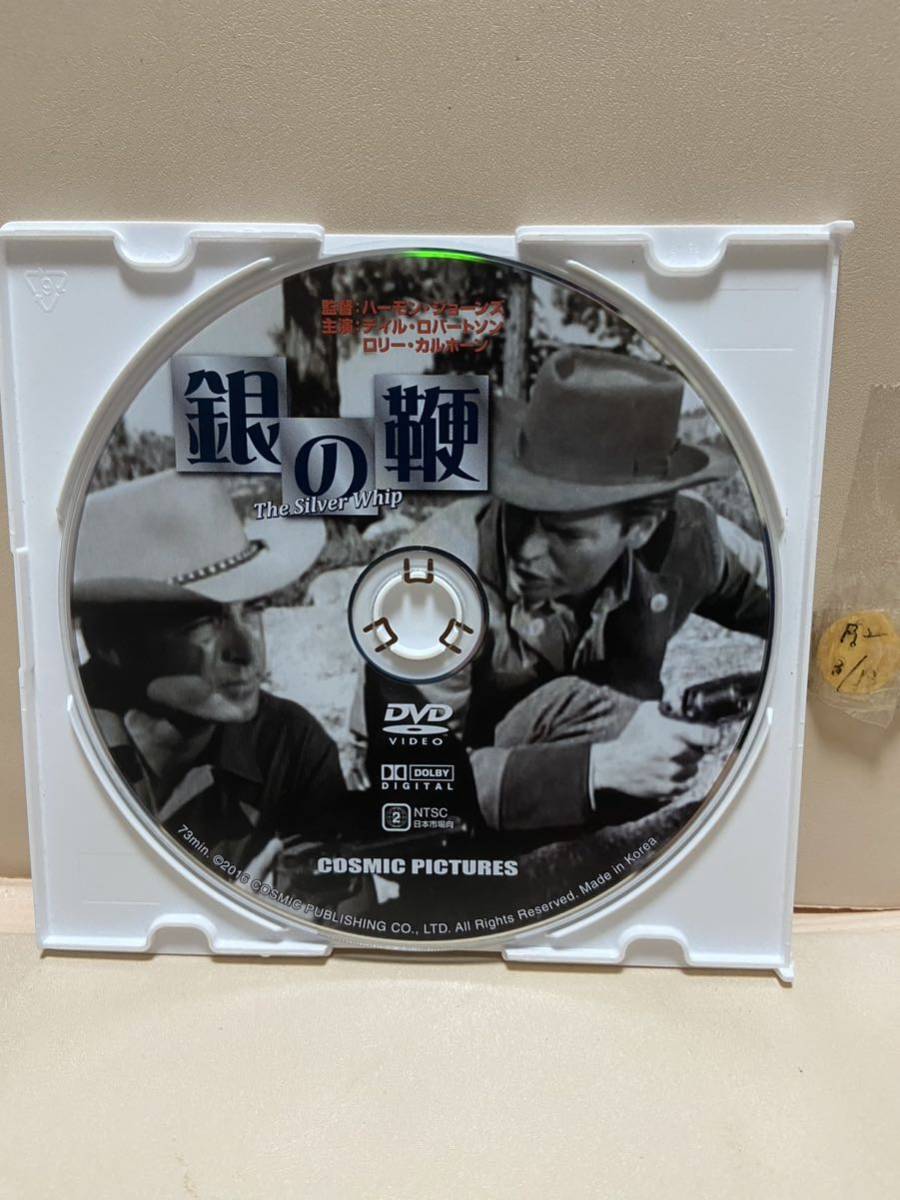 監督:ハーモン・ジョーンズ
主演:デイル・ロバートソン
ロリー・カルホーン
銀の鞭
The Silver Whip
DVD
VIDEO
DOLBY
DIGITAL
2
NTSC
日本市場向
COSMIC PICTURES
73min. ©2016 COSMIC PUBLISHING CO., LTD. All Rights Reserved. Made in Korea